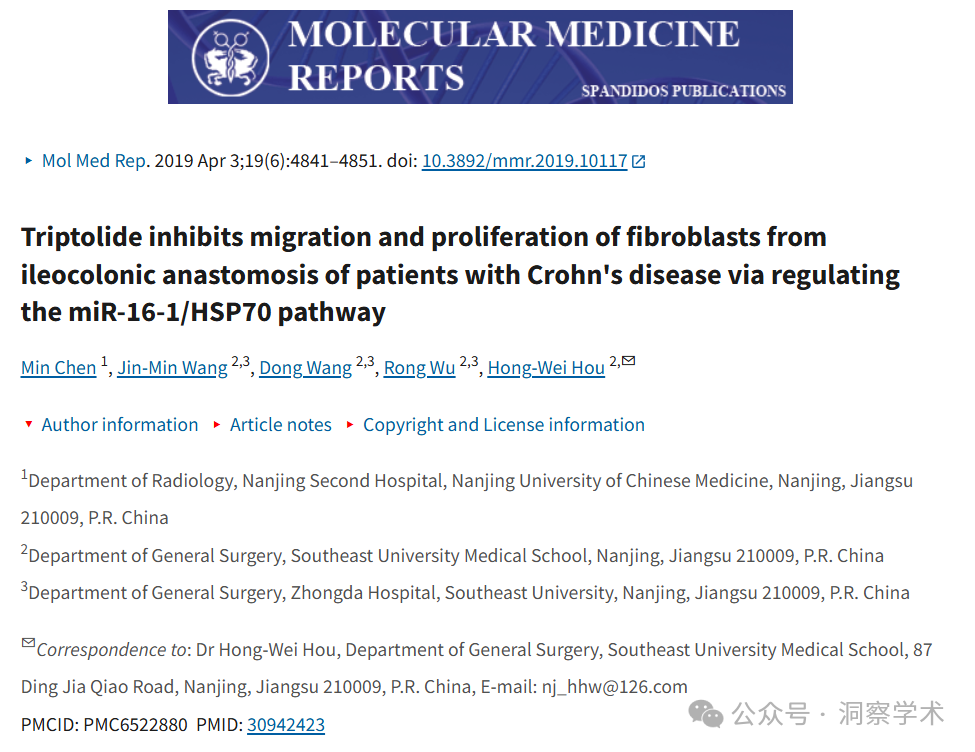 MOLECULAR MEDICINE
REPORTS
SPANDIDOS PUBLICATIONS
Mol Med Rep. 2019 Apr 3;19(6):4841–4851. doi: 10.3892/mmr.2019.10117
Triptolide inhibits migration and proliferation of fibroblasts from
ileocolonic anastomosis of patients with Crohn's disease via regulating
the miR-16-1/HSP70 pathway
Min Chen 1, Jin-Min Wang 2,3, Dong Wang 2,3, Rong Wu 2,3, Hong-Wei Hou 2,✉
Author information Article notes Copyright and License information
1Department of Radiology, Nanjing Second Hospital, Nanjing University of Chinese Medicine, Nanjing, Jiangsu
210009, P.R. China
2Department of General Surgery, Southeast University Medical School, Nanjing, Jiangsu 210009, P.R. China
3Department of General Surgery, Zhongda Hospital, Southeast University, Nanjing, Jiangsu 210009, P.R. China
✉Correspondence to: Dr Hong-Wei Hou, Department of General Surgery, Southeast University Medical School, 87
Ding Jia Qiao Road, Nanjing, Jiangsu 210009, P.R. China, E-mail: nj_hhw@126.com
PMCID: PMC6522880 PMID: 30942423
公众号 · 洞察学术